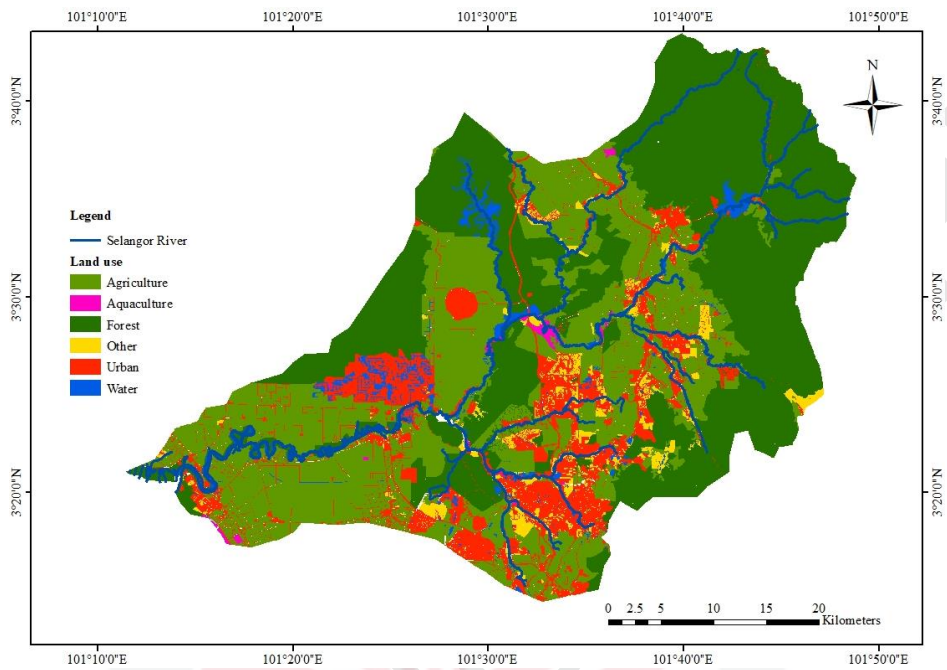 101°10'0"E 101°20'0"E 101°30'0"E 101°40'0"E 101°50'0"E
N
3°40'0"N 3°40'0"N
Legend
Selangor River
Land use
Agriculture
Aquaculture
Forest
Other
Urban
Water
3°30'0"N 3°30'0"N
3°20'0"N 3°20'0"N
0 2.5 5 10 15 20
Kilometers
101°10'0"E 101°20'0"E 101°30'0"E 101°40'0"E 101°50'0"E